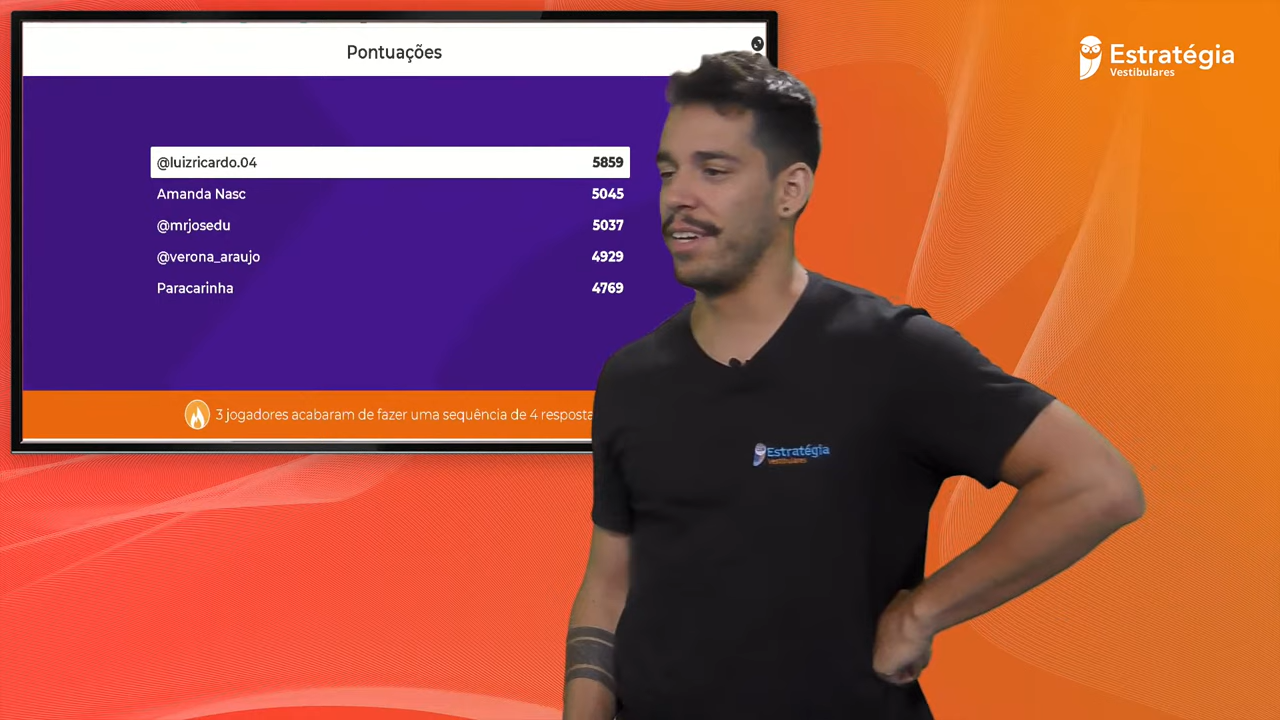 Pontuações
@luizricardo.04 5859
Amanda Nasc 5045
@mrjosedu 5037
@verona_araujo 4929
Paracarinha 4769
3 jogadores acabaram de fazer uma sequência de 4 resposta
Estratégia
Vestibulares
Estratégia
Vestibulares